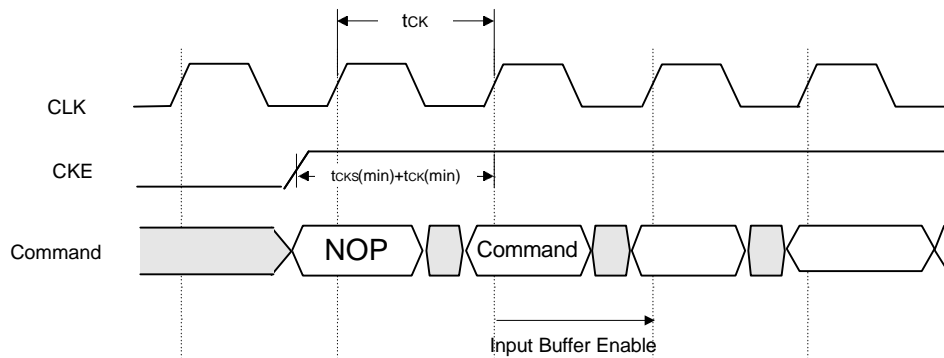 tCK
CLK
CKE
tCKS(min)+tCK(min)
Command
NOP
Command
Input Buffer Enable